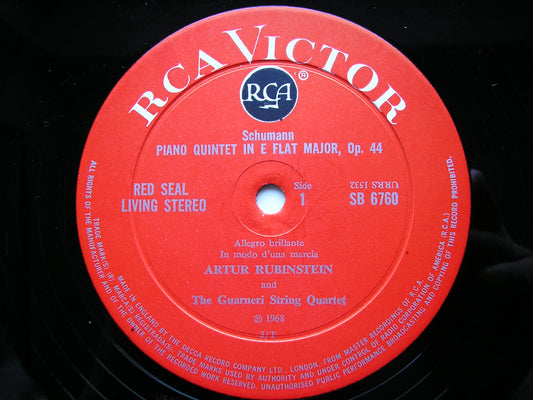 RCA VICTOR
RCA ®
Schumann
PIANO QUINTET IN E FLAT MAJOR, Op. 44
RED SEAL
LIVING STEREO
Side
1
URRS 1532
SB 6760
Allegro brillante
In modo d'una marcia
ARTUR RUBINSTEIN
and
The Guarneri String Quartet
℗ 1968
1/T
ALL RIGHTS OF THE MANUFACTURER AND OF THE OWNER OF THE RECORDED WORK RESERVED. UNAUTHORISED PUBLIC PERFORMANCE BROADCASTING AND COPYING OF THIS RECORD PROHIBITED.
TRADE MARK(S) (R) MARCA(S) REGISTRADA(S). TRADE MARKS USED BY AUTHORITY AND UNDER CONTROL OF RADIO CORPORATION OF AMERICA (R.C.A.)
MADE IN ENGLAND BY THE DECCA RECORD COMPANY LTD., LONDON, FROM MASTER RECORDINGS OF R.C.A.